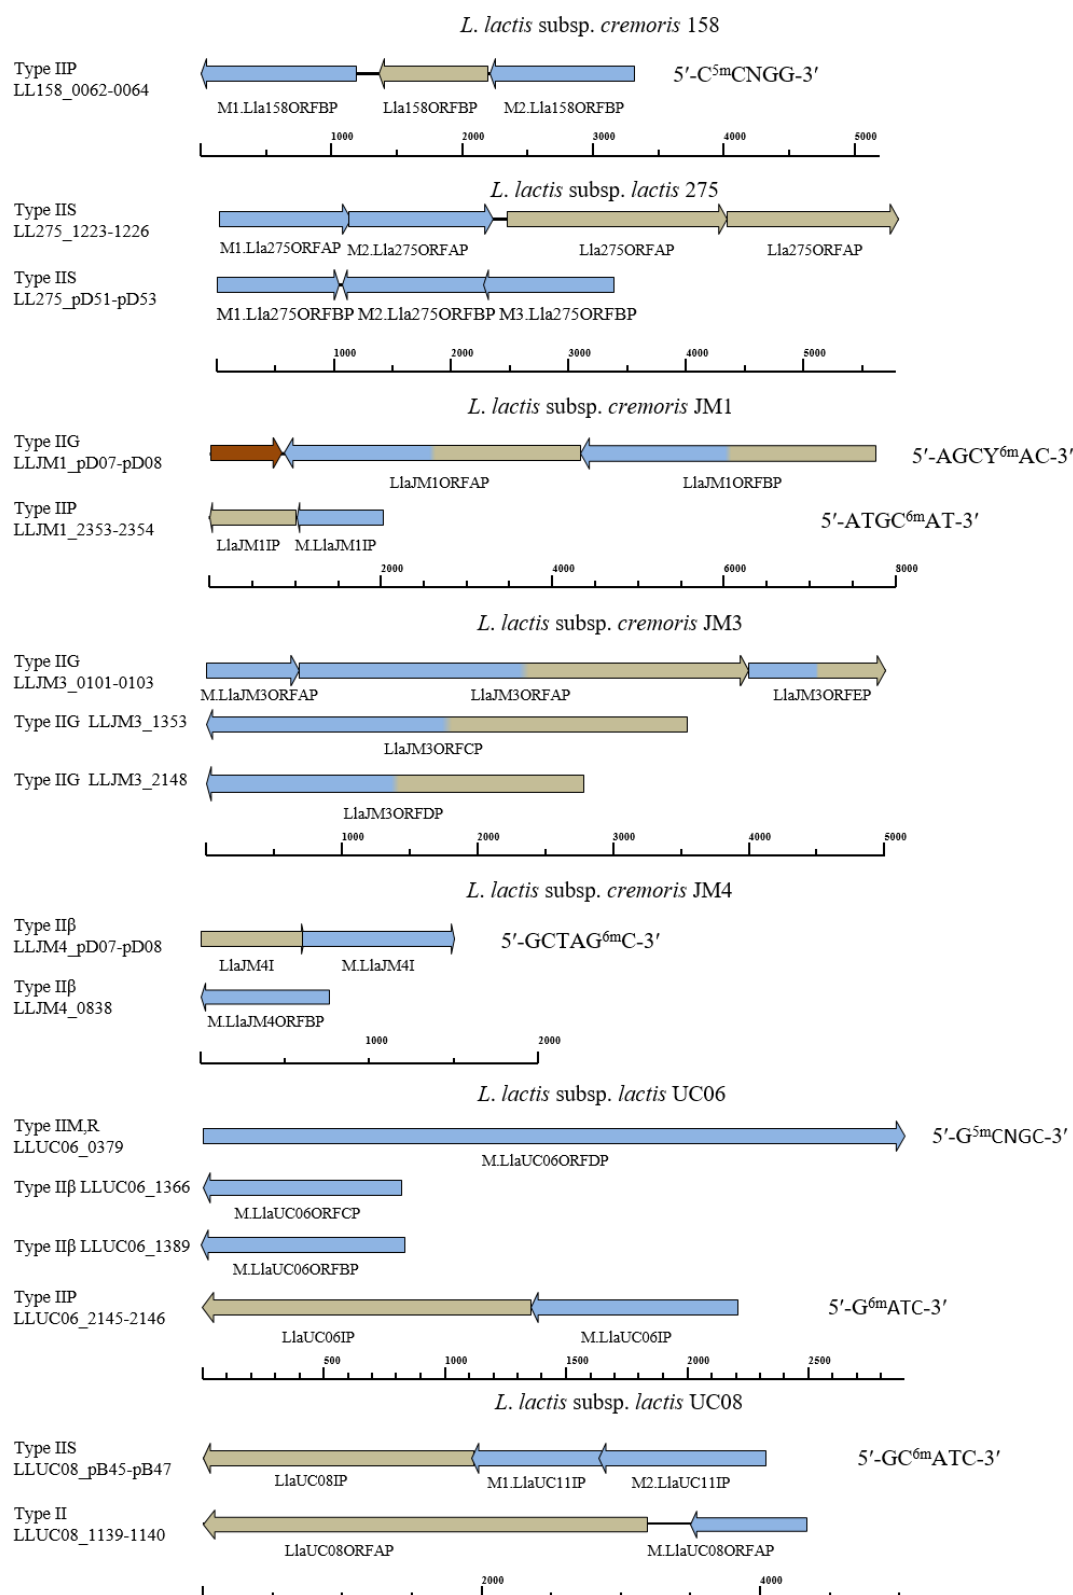 L. lactis subsp. cremoris 158
Type IIP
LL158_0062-0064
5′-C5mCNGG-3′
M1.Lla158ORFBP Lla158ORFBP M2.Lla158ORFBP
1000 2000 3000 4000 5000
L. lactis subsp. lactis 275
Type IIS
LL275_1223-1226
M1.Lla275ORFAP M2.Lla275ORFAP Lla275ORFAP Lla275ORFAP
Type IIS
LL275_pD51-pD53
M1.Lla275ORFBP M2.Lla275ORFBP M3.Lla275ORFBP
1000 2000 3000 4000 5000
L. lactis subsp. cremoris JM1
Type IIG
LLJM1_pD07-pD08
5′-AGCY6mAC-3′
LlaJM1ORFAP LlaJM1ORFBP
Type IIP
LLJM1_2353-2354
5′-ATGC6mAT-3′
LlaJM1IP M.LlaJM1IP
2000 4000 6000 8000
L. lactis subsp. cremoris JM3
Type IIG
LLJM3_0101-0103
M.LlaJM3ORFAP LlaJM3ORFAP LlaJM3ORFEP
Type IIG LLJM3_1353
LlaJM3ORFCP
Type IIG LLJM3_2148
LlaJM3ORFDP
1000 2000 3000 4000 5000
L. lactis subsp. cremoris JM4
Type IIβ
LLJM4_pD07-pD08
5′-GCTAG6mC-3′
LlaJM4I M.LlaJM4I
Type IIβ
LLJM4_0838
M.LlaJM4ORFBP
1000 2000
L. lactis subsp. lactis UC06
Type IIM,R
LLUC06_0379
5′-G5mCNGC-3′
M.LlaUC06ORFDP
Type IIβ LLUC06_1366
M.LlaUC06ORFCP
Type IIβ LLUC06_1389
M.LlaUC06ORFBP
Type IIP
LLUC06_2145-2146
5′-G6mATC-3′
LlaUC06IP M.LlaUC06IP
500 1000 1500 2000 2500
L. lactis subsp. lactis UC08
Type IIS
LLUC08_pB45-pB47
5′-GC6mATC-3′
LlaUC08IP M1.LlaUC11IP M2.LlaUC11IP
Type II
LLUC08_1139-1140
LlaUC08ORFAP M.LlaUC08ORFAP
2000 4000